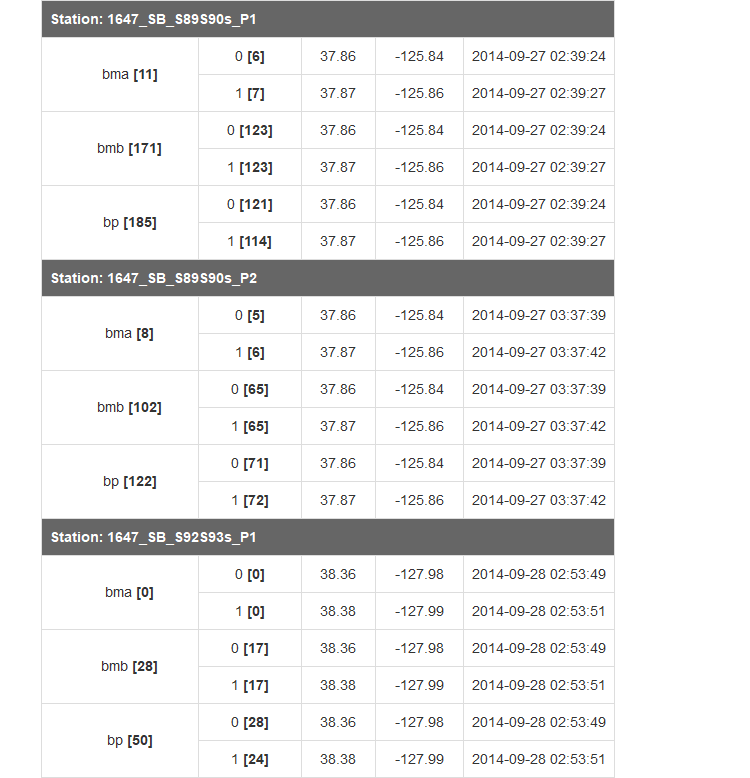 Station: 1647_SB_S89S90s_P1
bma [11] 0 [6] 37.86 -125.84 2014-09-27 02:39:24
1 [7] 37.87 -125.86 2014-09-27 02:39:27
bmb [171] 0 [123] 37.86 -125.84 2014-09-27 02:39:24
1 [123] 37.87 -125.86 2014-09-27 02:39:27
bp [185] 0 [121] 37.86 -125.84 2014-09-27 02:39:24
1 [114] 37.87 -125.86 2014-09-27 02:39:27
Station: 1647_SB_S89S90s_P2
bma [8] 0 [5] 37.86 -125.84 2014-09-27 03:37:39
1 [6] 37.87 -125.86 2014-09-27 03:37:42
bmb [102] 0 [65] 37.86 -125.84 2014-09-27 03:37:39
1 [65] 37.87 -125.86 2014-09-27 03:37:42
bp [122] 0 [71] 37.86 -125.84 2014-09-27 03:37:39
1 [72] 37.87 -125.86 2014-09-27 03:37:42
Station: 1647_SB_S92S93s_P1
bma [0] 0 [0] 38.36 -127.98 2014-09-28 02:53:49
1 [0] 38.38 -127.99 2014-09-28 02:53:51
bmb [28] 0 [17] 38.36 -127.98 2014-09-28 02:53:49
1 [17] 38.38 -127.99 2014-09-28 02:53:51
bp [50] 0 [28] 38.36 -127.98 2014-09-28 02:53:49
1 [24] 38.38 -127.99 2014-09-28 02:53:51